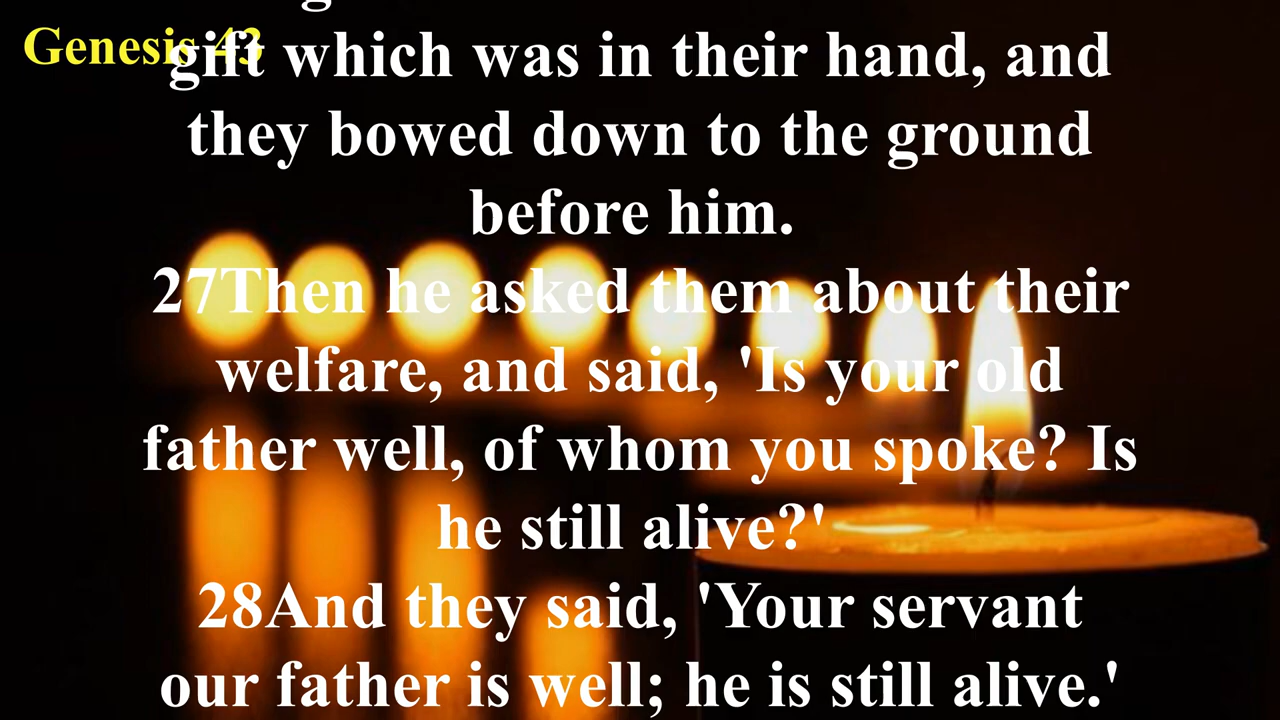 Genesis 43
gift which was in their hand, and
they bowed down to the ground
before him.
27Then he asked them about their
welfare, and said, 'Is your old
father well, of whom you spoke? Is
he still alive?'
28And they said, 'Your servant
our father is well; he is still alive.'